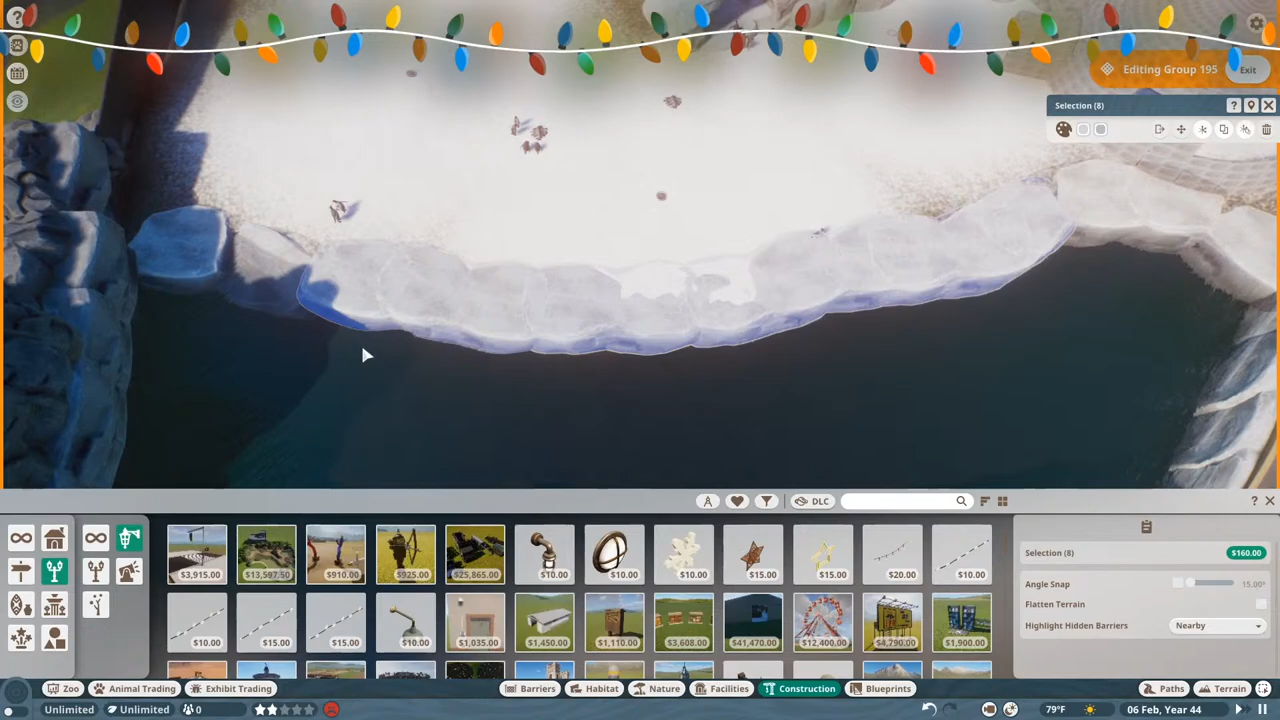 Editing Group 195
Exit
Selection (8)
?
DLC
?
$3,915.00
$13,597.50
$910.00
$925.00
$25,865.00
$10.00
$10.00
$10.00
$15.00
$15.00
$20.00
$10.00
Selection (8)
$160.00
Angle Snap
15.00°
Flatten Terrain
Highlight Hidden Barriers
Nearby
$10.00
$15.00
$15.00
$10.00
$1,035.00
$1,450.00
$1,110.00
$3,608.00
$41,470.00
$12,400.00
$4,790.00
$1,900.00
Zoo
Animal Trading
Exhibit Trading
Barriers
Habitat
Nature
Facilities
Construction
Blueprints
Paths
Terrain
Unlimited
Unlimited
0
79°F
06 Feb, Year 44